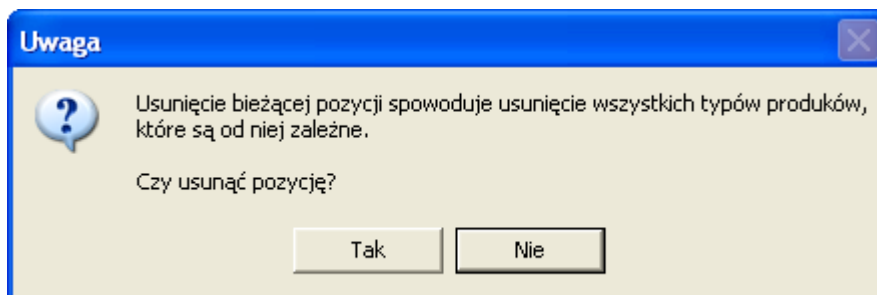 Uwaga
Usunięcie bieżącej pozycji spowoduje usunięcie wszystkich typów produków,
które są od niej zależne.
Czy usunąć pozycję?
Tak
Nie